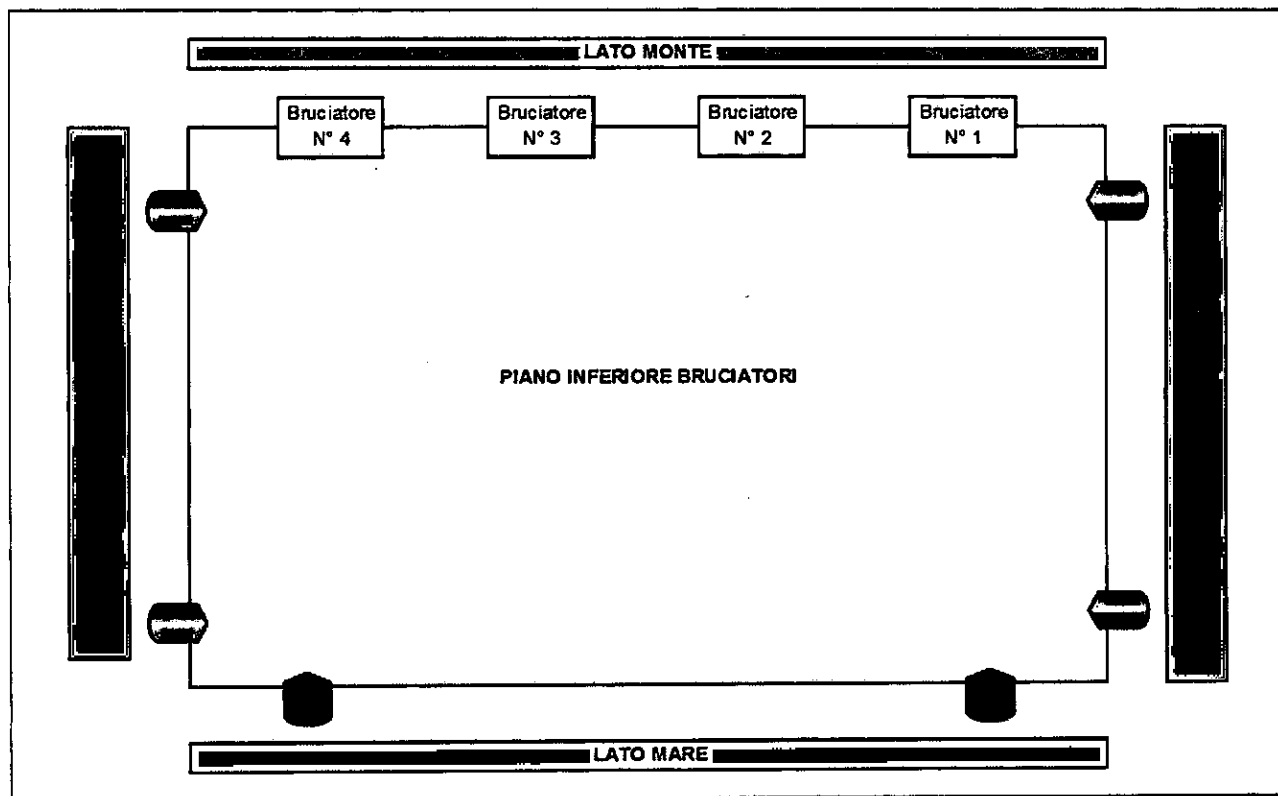 LATO MONTE
Bruciatore
N° 4
Bruciatore
N° 3
Bruciatore
N° 2
Bruciatore
N° 1
PIANO INFERIORE BRUCIATORI
LATO MARE